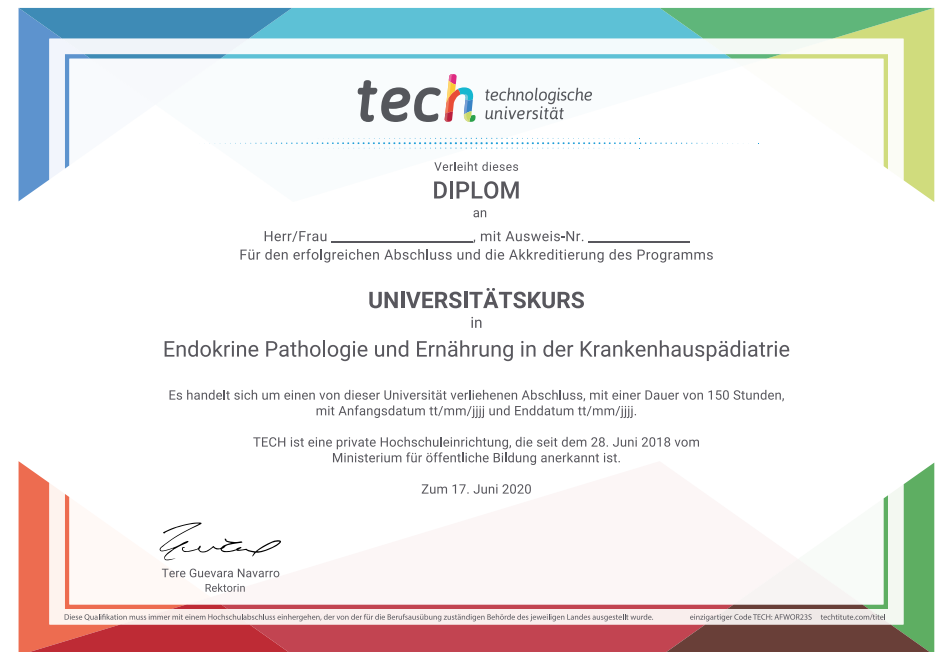 tech technologische
universität
Verleiht dieses
DIPLOM
an
Herr/Frau ____________________, mit Ausweis-Nr. ______________
Für den erfolgreichen Abschluss und die Akkreditierung des Programms
UNIVERSITÄTSKURS
in
Endokrine Pathologie und Ernährung in der Krankenhauspädiatrie
Es handelt sich um einen von dieser Universität verliehenen Abschluss, mit einer Dauer von 150 Stunden,
mit Anfangsdatum tt/mm/jjjj und Enddatum tt/mm/jjjj.
TECH ist eine private Hochschuleinrichtung, die seit dem 28. Juni 2018 vom
Ministerium für öffentliche Bildung anerkannt ist.
Zum 17. Juni 2020
Tere Guevara Navarro
Rektorin
Diese Qualifikation muss immer mit einem Hochschulabschluss einhergehen, der von der für die Berufsausübung zuständigen Behörde des jeweiligen Landes ausgestellt wurde. einzigartiger Code TECH: AFWOR23S techtitute.com/titel